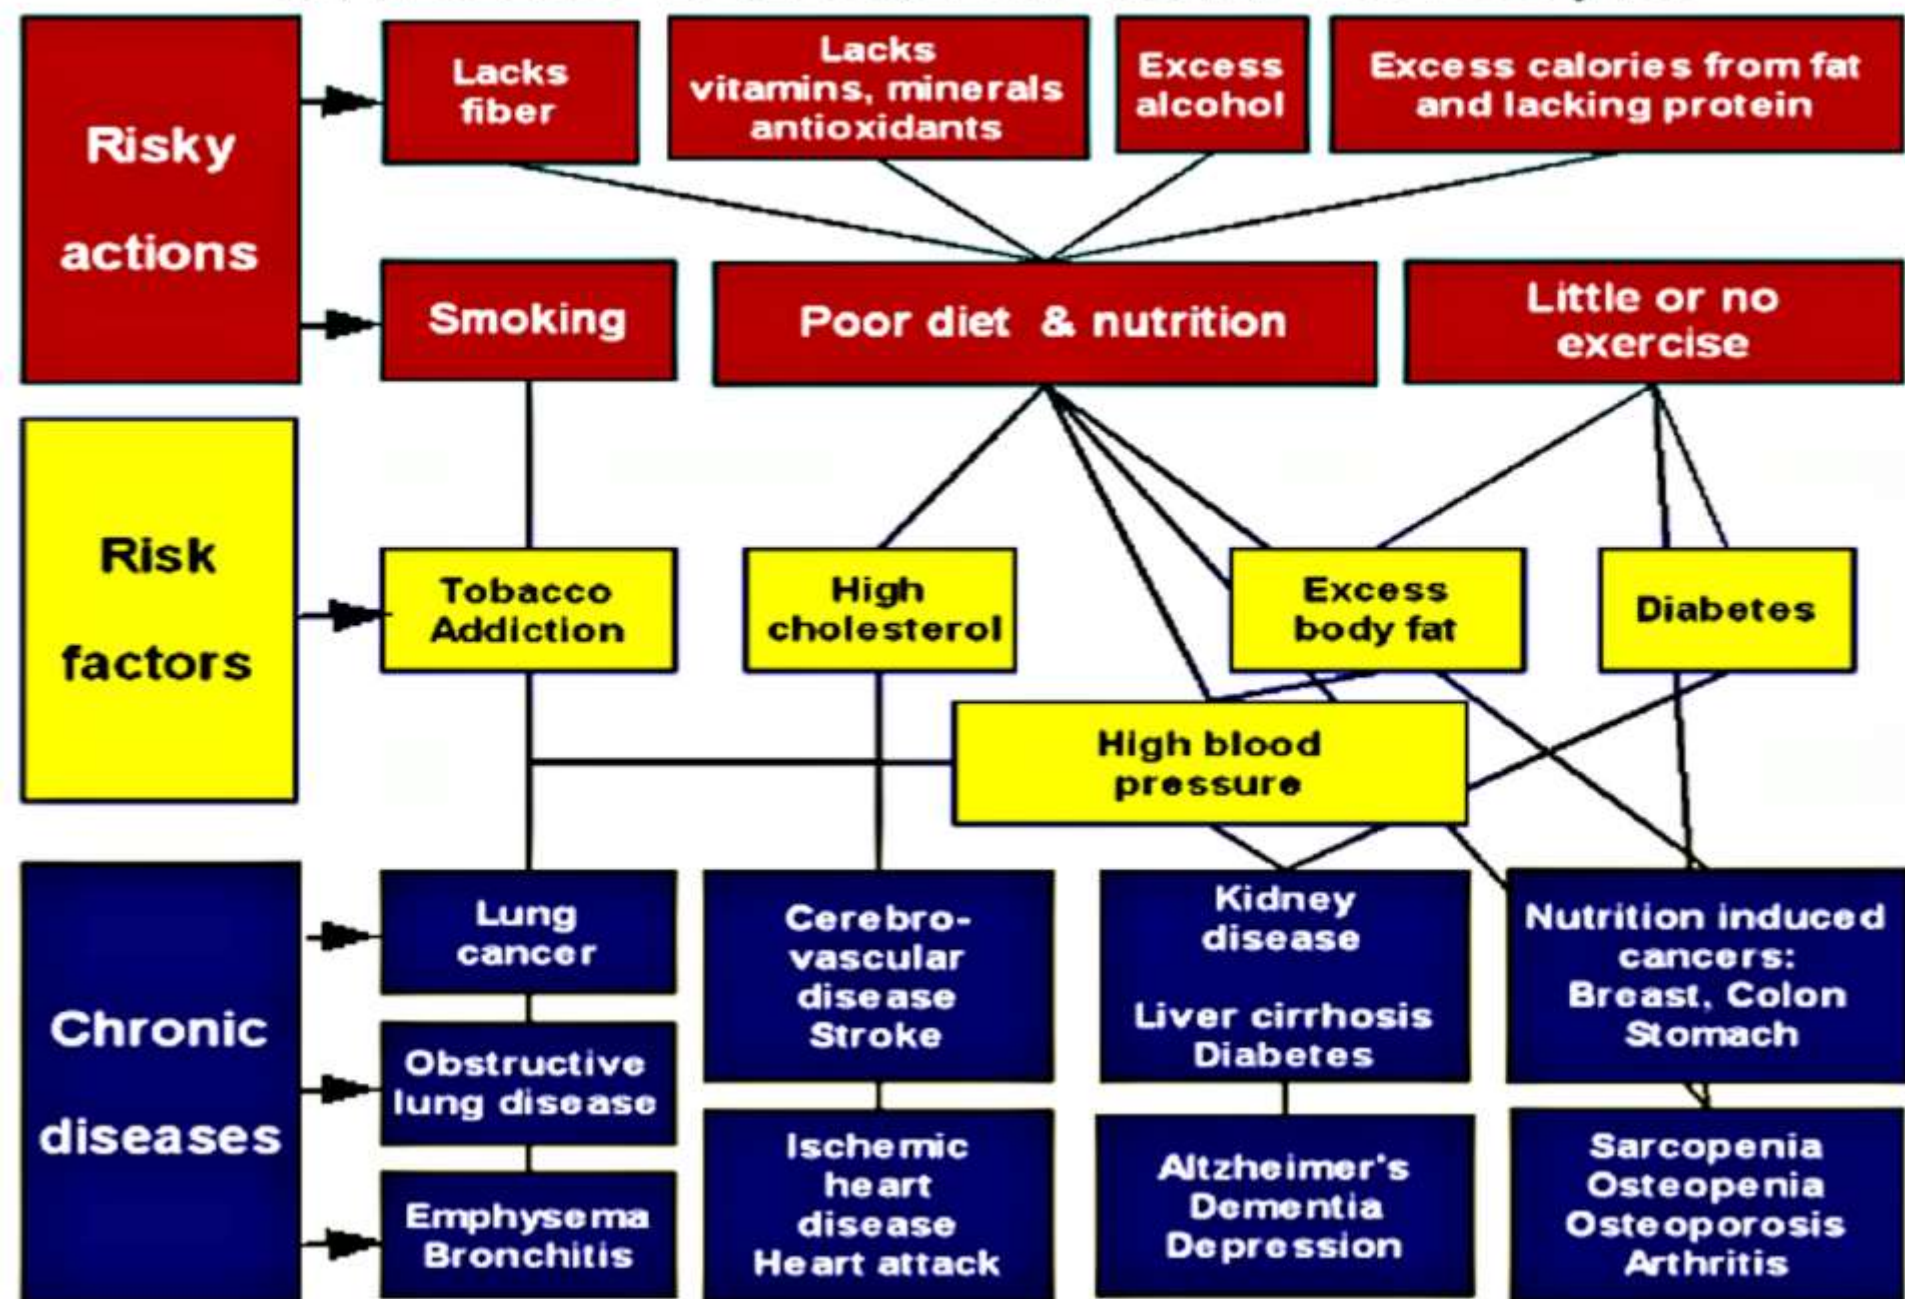 Risky
actions
Lacks
fiber
Lacks
vitamins, minerals
antioxidants
Excess
alcohol
Excess calories from fat
and lacking protein
Smoking
Poor diet & nutrition
Little or no
exercise
Risk
factors
Tobacco
Addiction
High
cholesterol
Excess
body fat
Diabetes
High blood
pressure
Chronic
diseases
Lung
cancer
Obstructive
lung disease
Emphysema
Bronchitis
Cerebro-
vascular
disease
Stroke
Ischemic
heart
disease
Heart attack
Kidney
disease
Liver cirrhosis
Diabetes
Altzheimer's
Dementia
Depression
Nutrition induced
cancers:
Breast, Colon
Stomach
Sarcopenia
Osteopenia
Osteoporosis
Arthritis